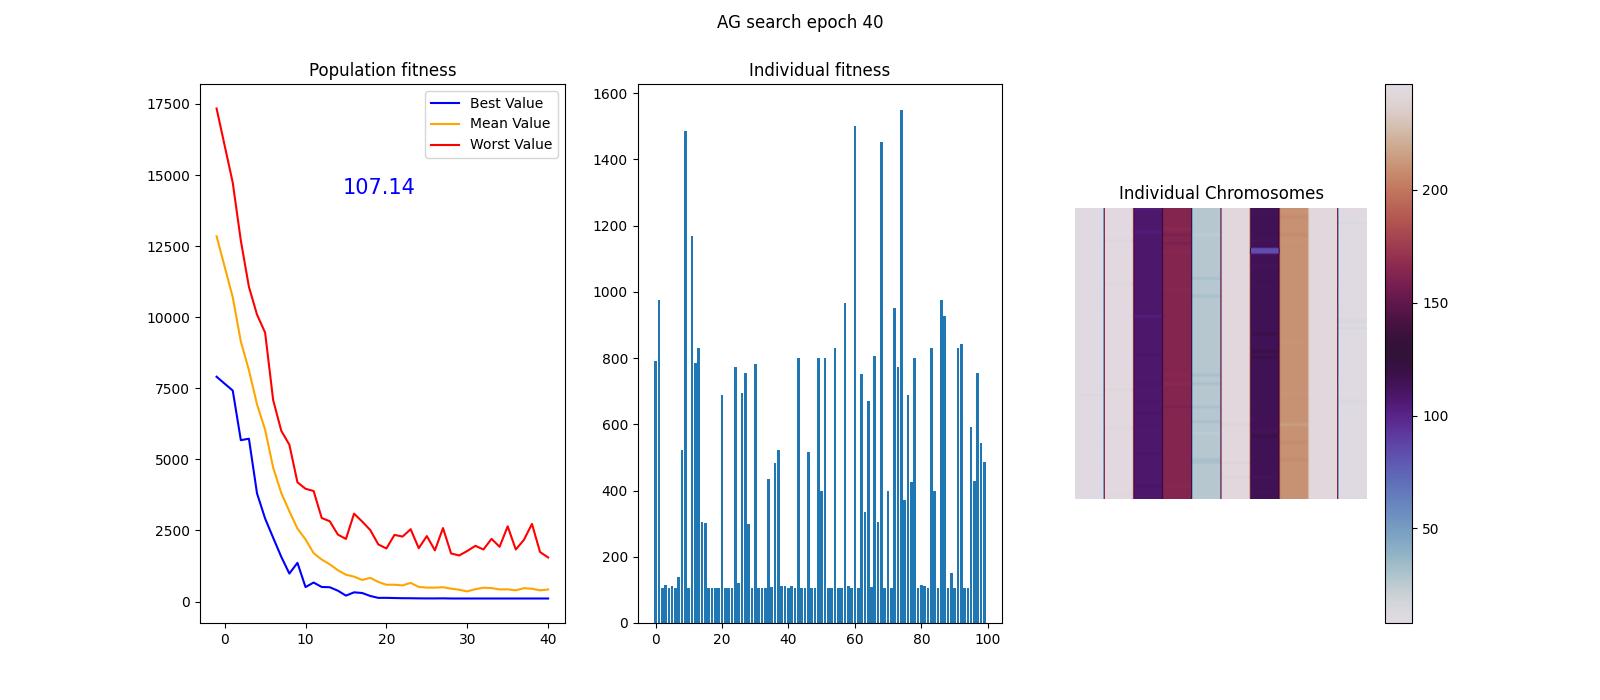 AG search epoch 40
Population fitness
17500
15000
12500
10000
7500
5000
2500
0
0 10 20 30 40
Best Value
Mean Value
Worst Value
107.14
Individual fitness
1600
1400
1200
1000
800
600
400
200
0
0 20 40 60 80 100
Individual Chromosomes
200
150
100
50